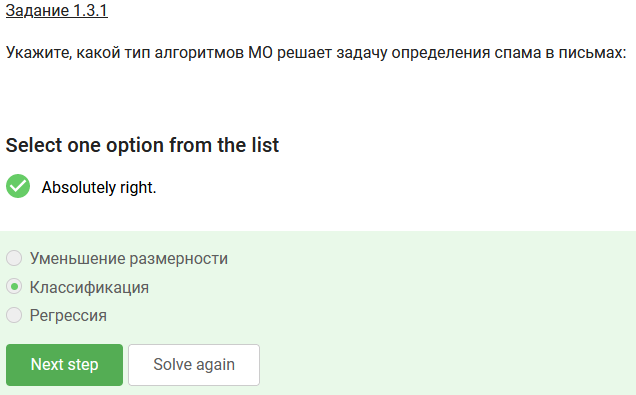 Задание 1.3.1
Укажите, какой тип алгоритмов МО решает задачу определения спама в письмах:
Select one option from the list
Absolutely right.
Уменьшение размерности
Классификация
Регрессия
Next step Solve again